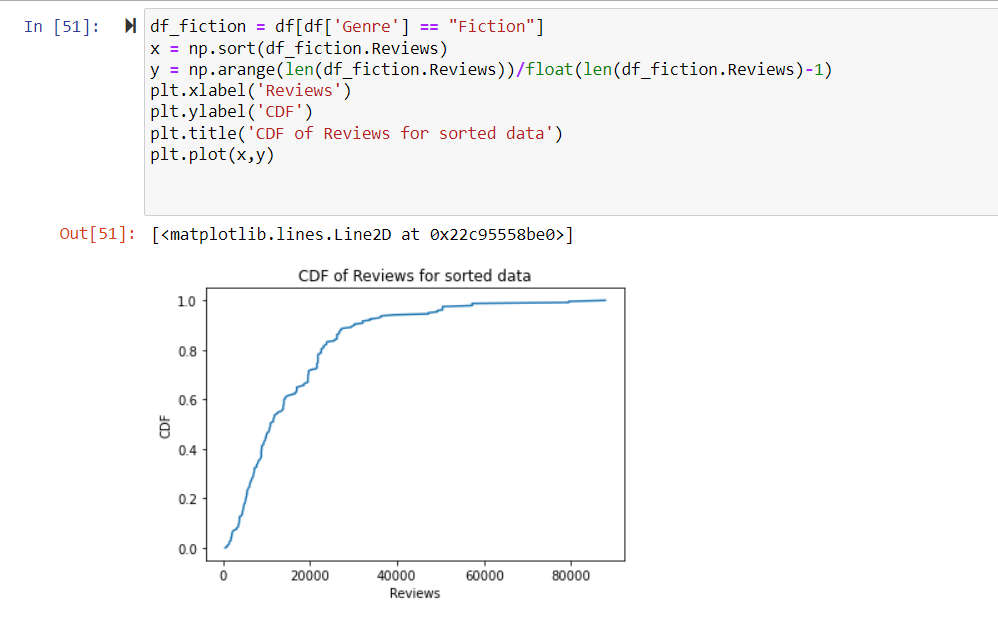 In [51]:
df_fiction = df[df['Genre'] == "Fiction"]
x = np.sort(df_fiction.Reviews)
y = np.arange(len(df_fiction.Reviews))/float(len(df_fiction.Reviews)-1)
plt.xlabel('Reviews')
plt.ylabel('CDF')
plt.title('CDF of Reviews for sorted data')
plt.plot(x,y)
Out[51]: [<matplotlib.lines.Line2D at 0x22c95558be0>]
CDF of Reviews for sorted data
1.0
0.8
0.6
0.4
0.2
0.0
CDF
0 20000 40000 60000 80000
Reviews